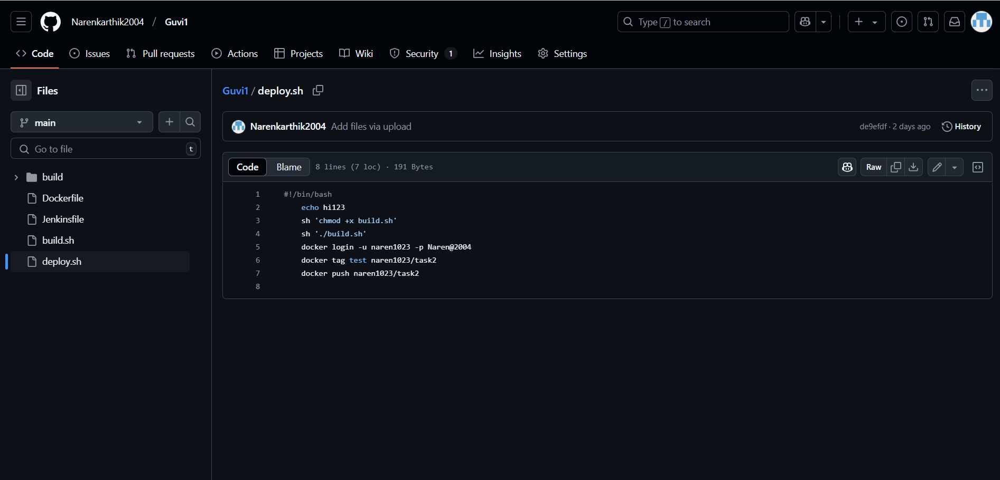 Narenkarthik2004 / Guvi1
Type / to search
Code Issues Pull requests Actions Projects Wiki Security 1 Insights Settings
Files
main
Go to file t
build
Dockerfile
Jenkinsfile
build.sh
deploy.sh
Guvi1 / deploy.sh
Narenkarthik2004 Add files via upload de9efdf · 2 days ago History
Code Blame 8 lines (7 loc) · 191 Bytes Raw
1 #!/bin/bash
2 echo hi123
3 sh 'chmod +x build.sh'
4 sh './build.sh'
5 docker login -u naren1023 -p Naren@2004
6 docker tag test naren1023/task2
7 docker push naren1023/task2
8